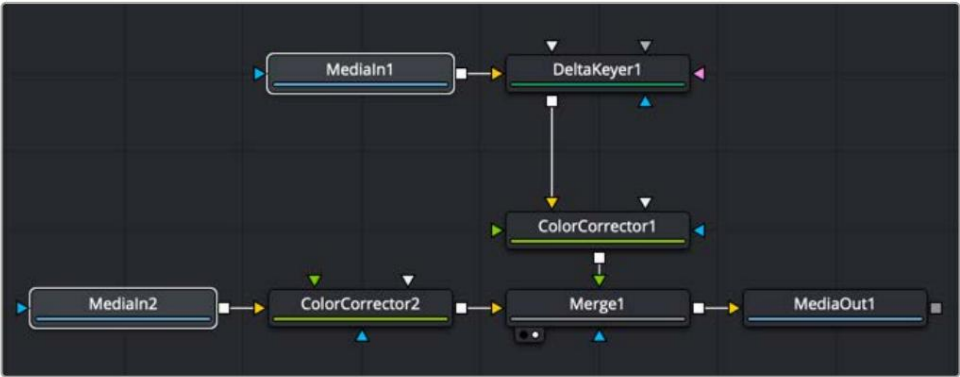 MediaIn1
DeltaKeyer1
ColorCorrector1
MediaIn2
ColorCorrector2
Merge1
MediaOut1